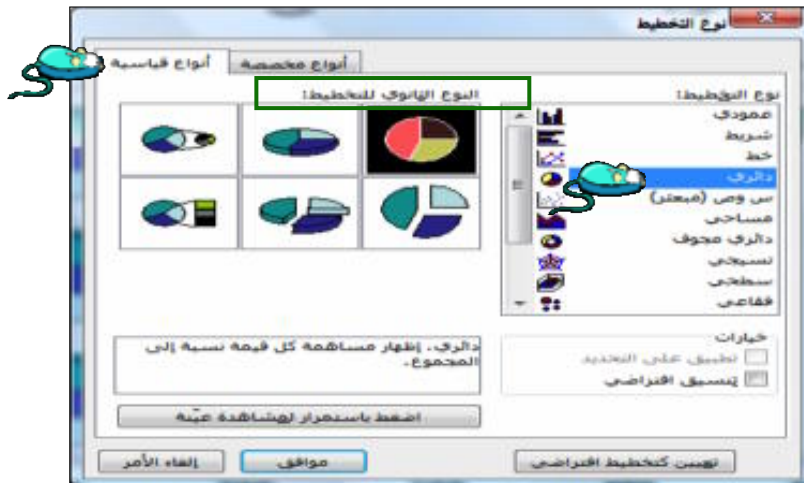 نوع التخطيط
أنواع قياسية
أنواع مخصصة
نوع التخطيط:
النوع الثانوي للتخطيط:
عمودي
شريط
خط
دائري
س وص (مبعثر)
مساحي
دائري مجوف
نسيجي
سطحي
فقاعي
دائري. إظهار مساهمة كل قيمة نسبة إلى
المجموع.
خيارات
تطبيق على التحديد
تنسيق افتراضي
اضغط باستمرار لمشاهدة عيّنة
تعيين كتخطيط افتراضي
موافق
إلغاء الأمر